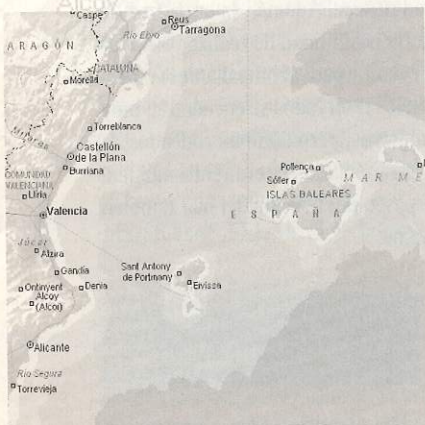 Caspe
Reus
Tarragona
Río Ebro
ARAGÓN
CATALUÑA
Morella
Torreblanca
Castellón
de la Plana
Burriana
COMUNIDAD
VALENCIANA
Llíria
Valencia
Pollença
Sóller
ISLAS BALEARES
MAR ME
ESPAÑA
Júcar
Alzira
Gandía
Sant Antony
de Portmany
Eivissa
Ontinyent
Denia
Alcoy
(Alcoi)
Alicante
Río Segura
Torrevieja